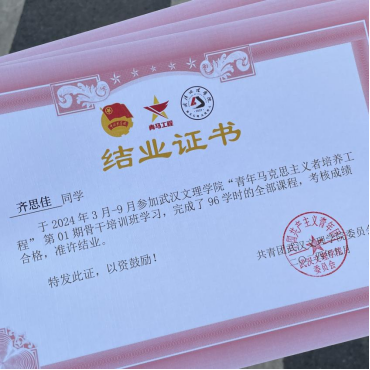 青马工程
结业证书
齐思佳 同学
于 2024 年 3 月-9 月参加武汉文理学院“青年马克思主义者培养工
程” 第 01 期骨干培训班学习，完成了 96 学时的全部课程，考核成绩
合格，准许结业。
特发此证，以资鼓励！
共青团武汉文理学院委员会